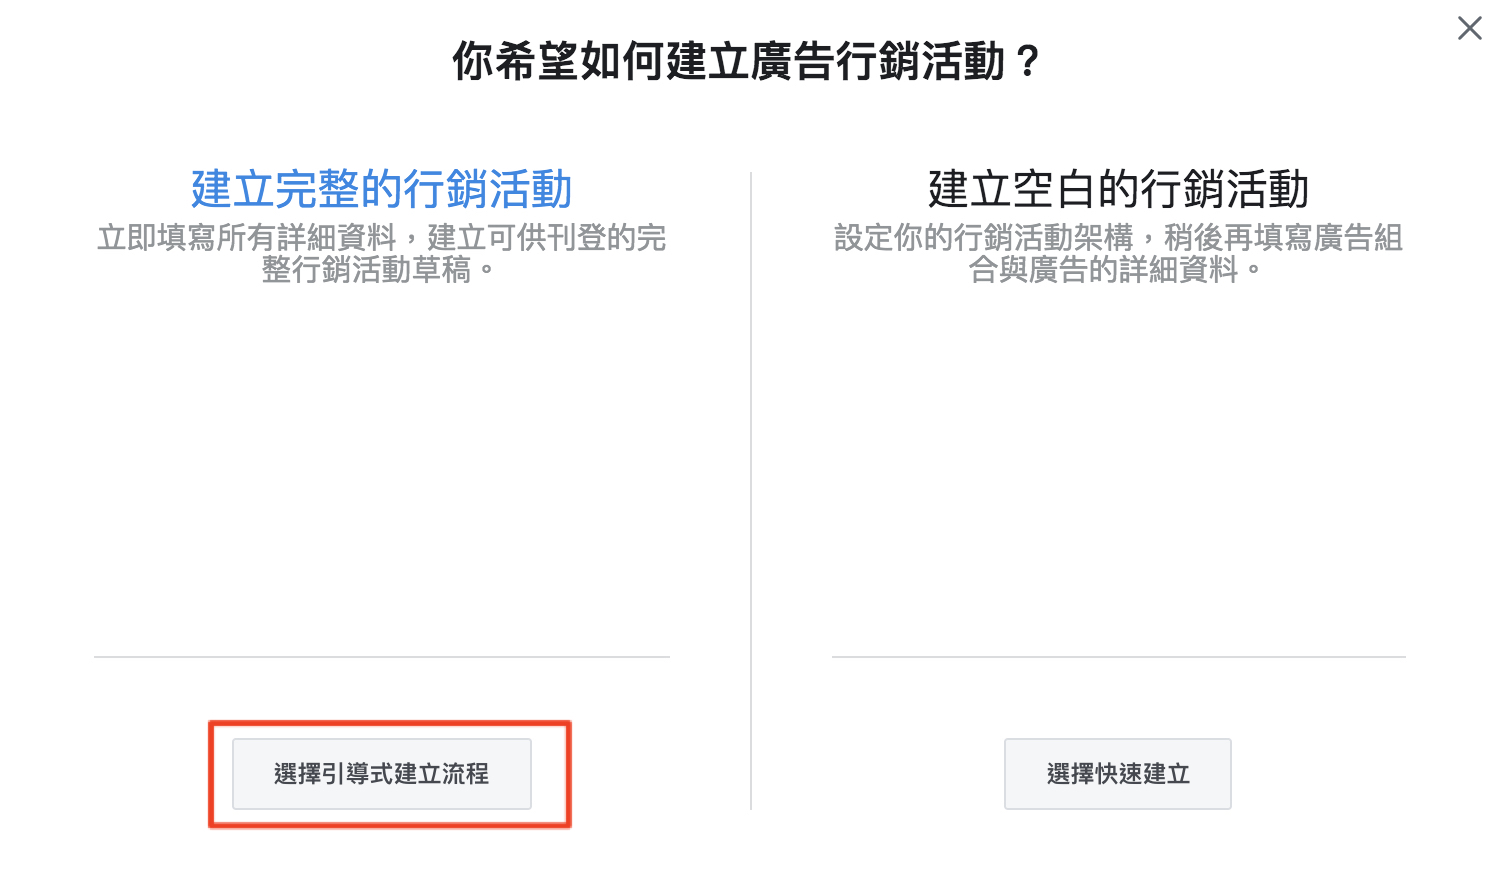 你希望如何建立廣告行銷活動？
建立完整的行銷活動
立即填寫所有詳細資料，建立可供刊登的完
整行銷活動草稿。
選擇引導式建立流程
建立空白的行銷活動
設定你的行銷活動架構，稍後再填寫廣告組
合與廣告的詳細資料。
選擇快速建立